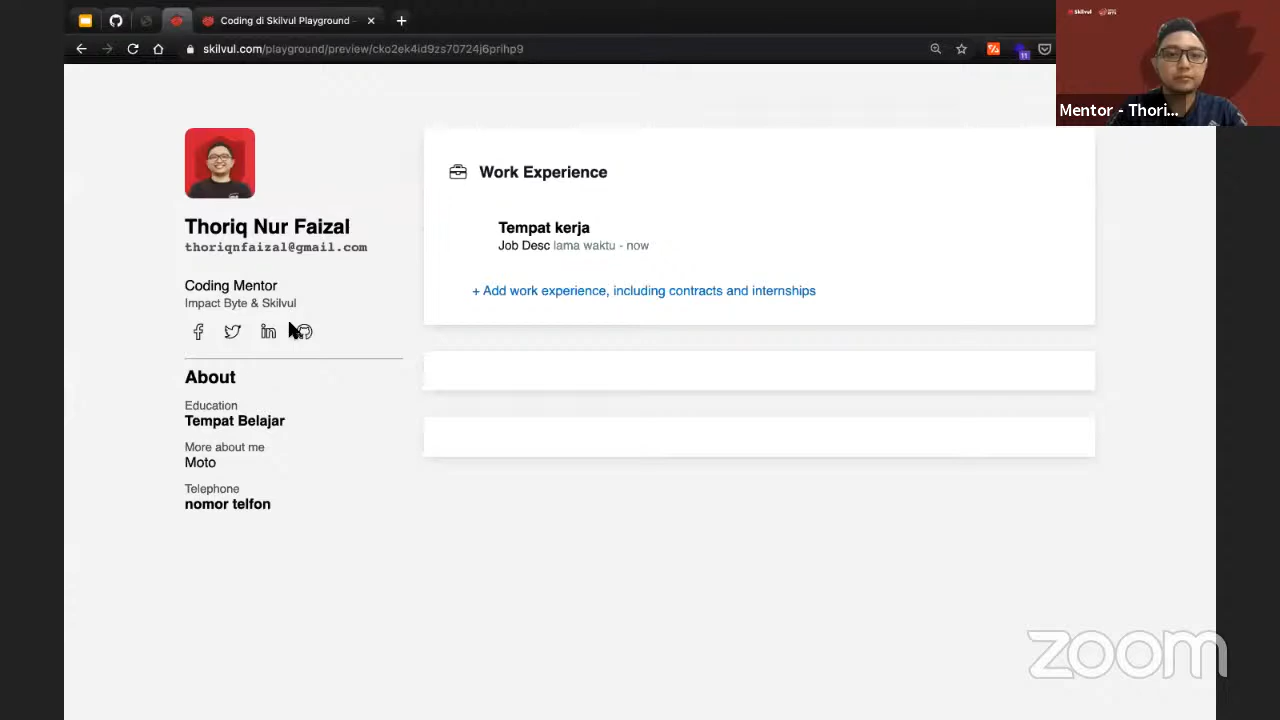 Coding di Skilvul Playground
skilvul.com/playground/preview/cko2ek4id9zs70724j6prihp9
11
Skilvul
Mentor - Thori...
Thoriq Nur Faizal
thoriqnfaizal@gmail.com
Coding Mentor
Impact Byte & Skilvul
About
Education
Tempat Belajar
More about me
Moto
Telephone
nomor telfon
Work Experience
Tempat kerja
Job Desc lama waktu - now
+ Add work experience, including contracts and internships
zoom